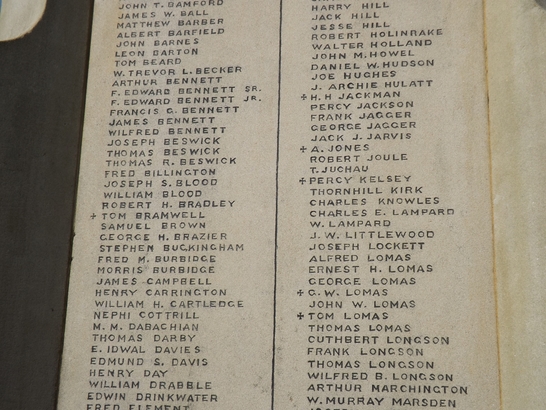 JOHN T. BAMFORD
JAMES W. BALL
MATTHEW BARBER
ALBERT BARFIELD
JOHN BARNES
LEON BARTON
TOM BEARD
W. TREVOR L. BECKER
ARTHUR BENNETT
F. EDWARD BENNETT SR.
F. EDWARD BENNETT JR.
FRANCIS G. BENNETT
JAMES BENNETT
WILFRED BENNETT
JOSEPH BESWICK
THOMAS BESWICK
THOMAS R. BESWICK
FRED BILLINGTON
JOSEPH S. BLOOD
WILLIAM BLOOD
ROBERT H. BRADLEY
+ TOM BRAMWELL
SAMUEL BROWN
GEORGE H. BRAZIER
STEPHEN BUCKINGHAM
FRED M. BURBIDGE
MORRIS BURBIDGE
JAMES CAMPBELL
HENRY CARRINGTON
WILLIAM H. CARTLEDGE
NEPHI COTTRILL
M. M. DABACHIAN
THOMAS DARBY
E. IDWAL DAVIES
EDMUND S. DAVIS
HENRY DAY
WILLIAM DRABBLE
EDWIN DRINKWATER
FRED ELEMENT
HARRY HILL
JACK HILL
JESSE HILL
ROBERT HOLINRAKE
WALTER HOLLAND
JOHN M. HOWEL
DANIEL W. HUDSON
JOE HUGHES
J. ARCHIE HULATT
+ H. H JACKMAN
PERCY JACKSON
FRANK JAGGER
GEORGE JAGGER
JACK J. JARVIS
+ A. JONES
ROBERT JOULE
T. JUCHAU
+ PERCY KELSEY
THORNHILL KIRK
CHARLES KNOWLES
CHARLES E. LAMPARD
W. LAMPARD
J. W. LITTLEWOOD
JOSEPH LOCKETT
ALFRED LOMAS
ERNEST H. LOMAS
GEORGE LOMAS
+ G. W. LOMAS
JOHN W. LOMAS
+ TOM LOMAS
THOMAS LOMAS
CUTHBERT LONGSON
FRANK LONGSON
THOMAS LONGSON
WILFRED B. LONGSON
ARTHUR MARCHINGTON
W. MURRAY MARSDEN